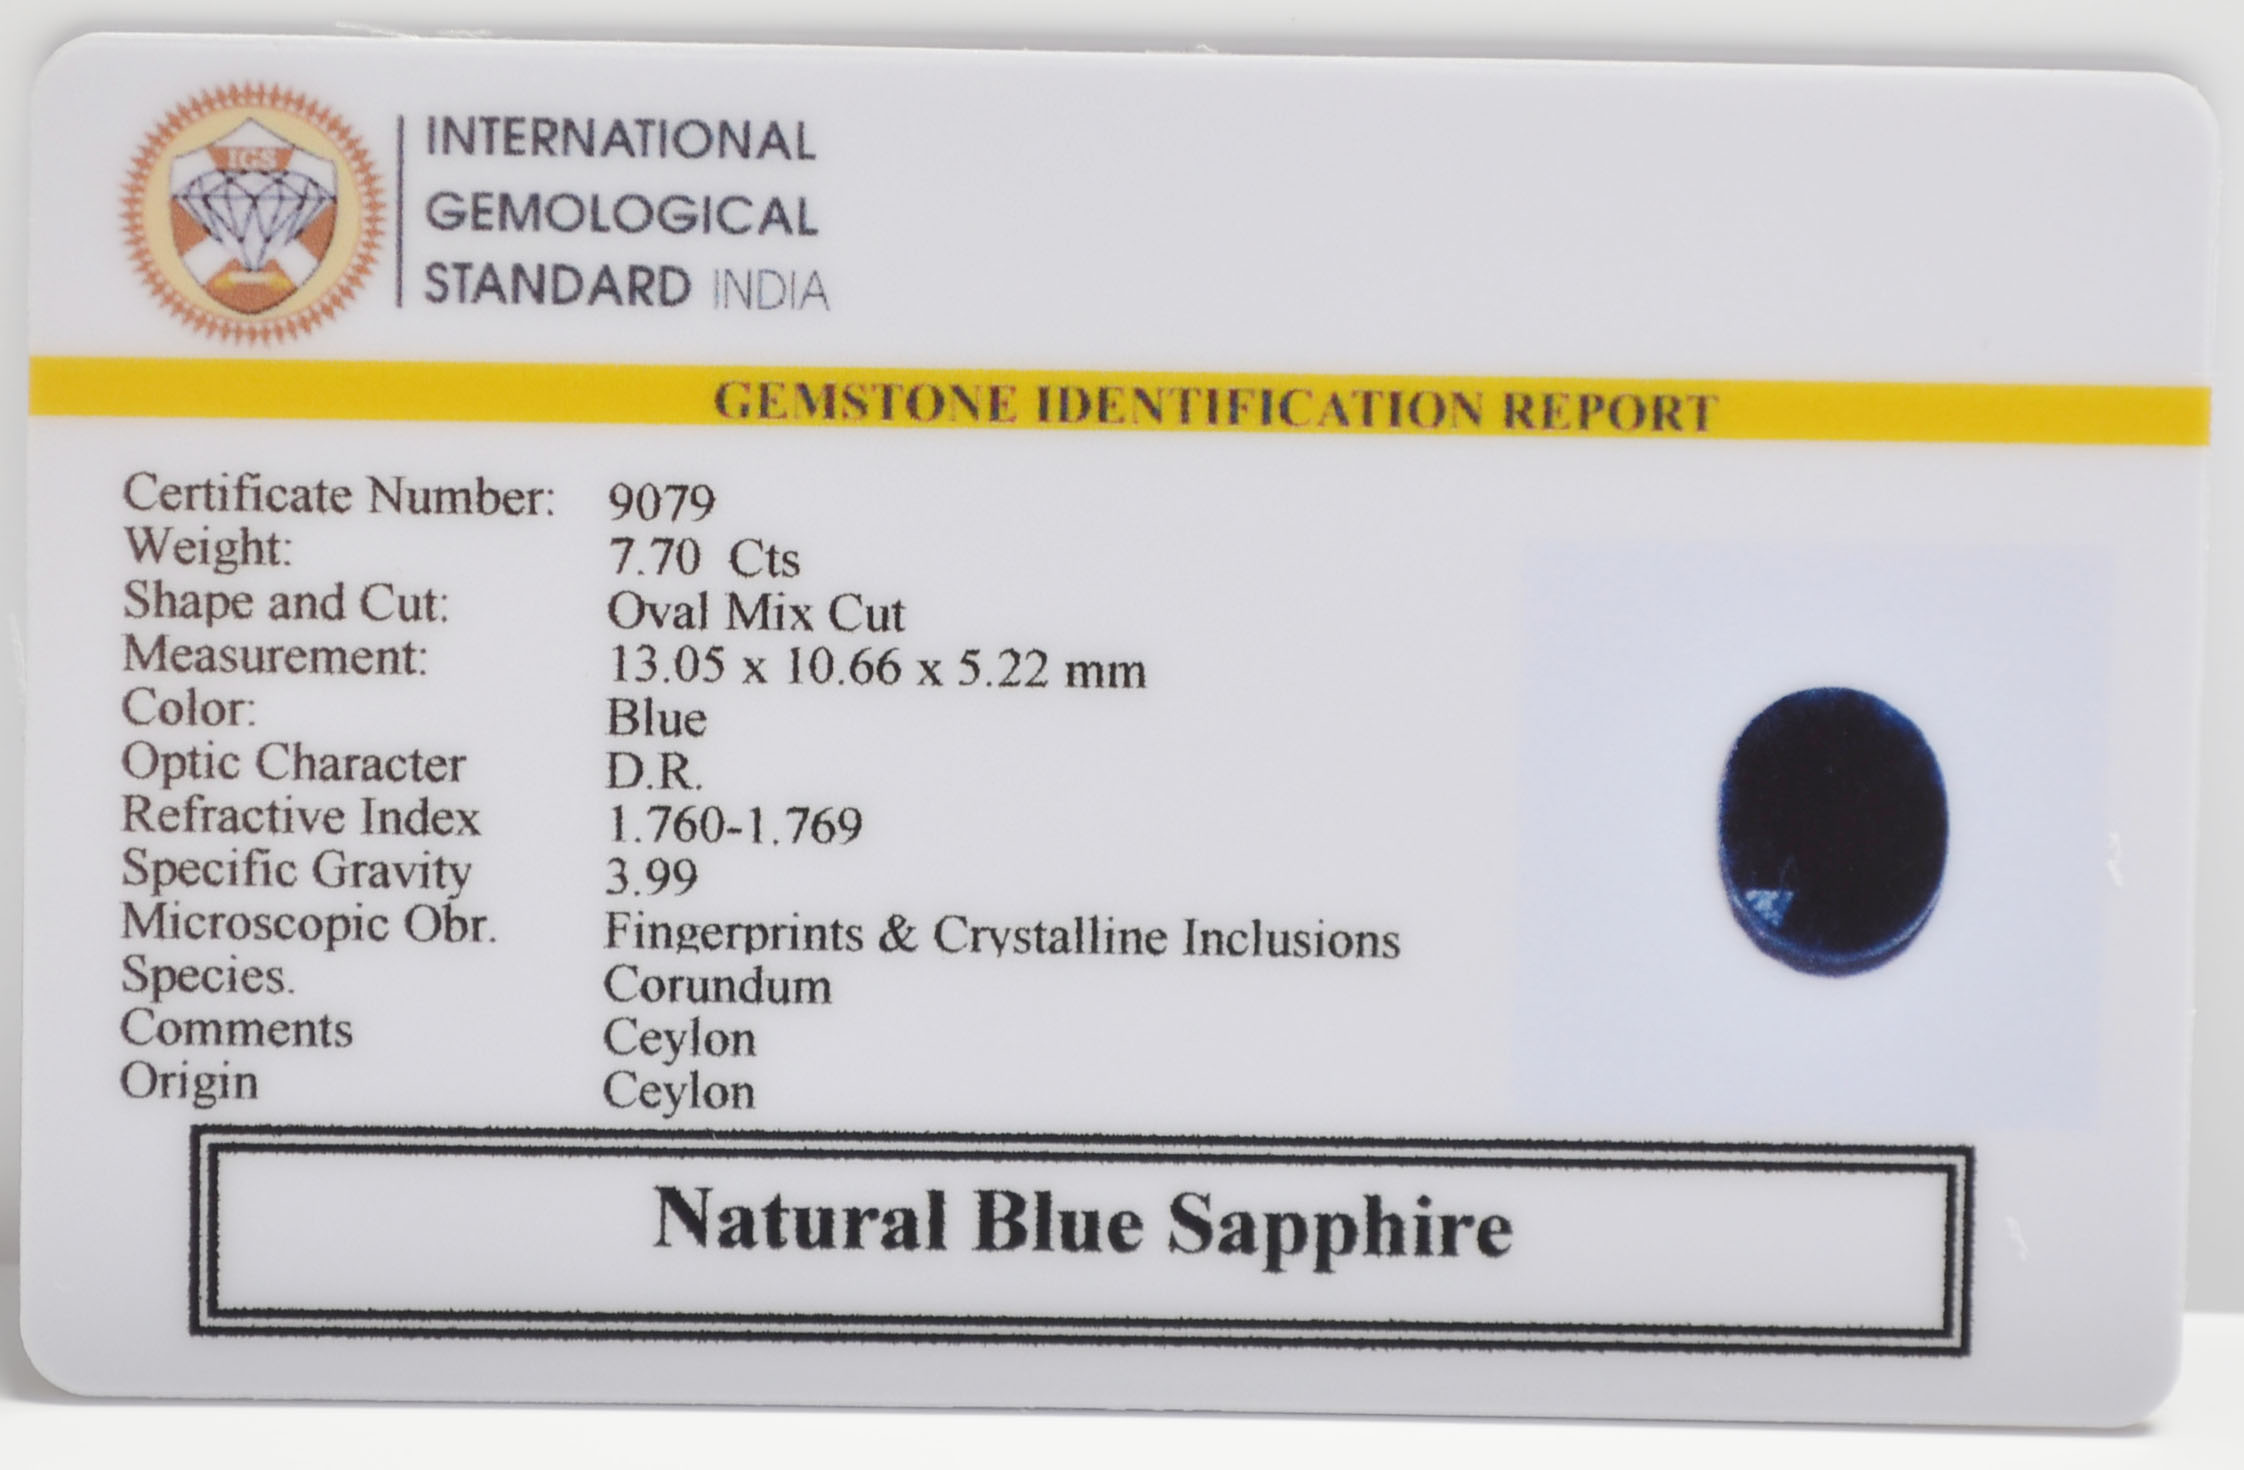 IGS
INTERNATIONAL
GEMOLOGICAL
STANDARD INDIA
GEMSTONE IDENTIFICATION REPORT
Certificate Number: 9079
Weight: 7.70 Cts
Shape and Cut: Oval Mix Cut
Measurement: 13.05 x 10.66 x 5.22 mm
Color: Blue
Optic Character D.R.
Refractive Index 1.760-1.769
Specific Gravity 3.99
Microscopic Obr. Fingerprints & Crystalline Inclusions
Species. Corundum
Comments Ceylon
Origin Ceylon
Natural Blue Sapphire